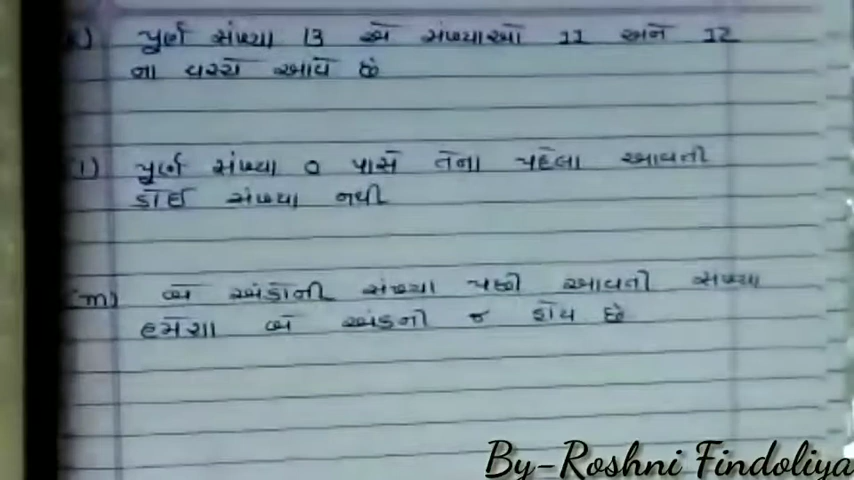 પૂર્ણ સંખ્યા 13 એ સંખ્યાઓ 11 અને 12
ના વચ્ચે આવે છે
l) પૂર્ણ સંખ્યા 0 પાસે તેના પહેલા આવતી
કોઈ સંખ્યા નથી
m) બે અંકોની સંખ્યા પછી આવતી સંખ્યા
હમેશા બે અંકની જ હોય છે
By-Roshni Findoliya